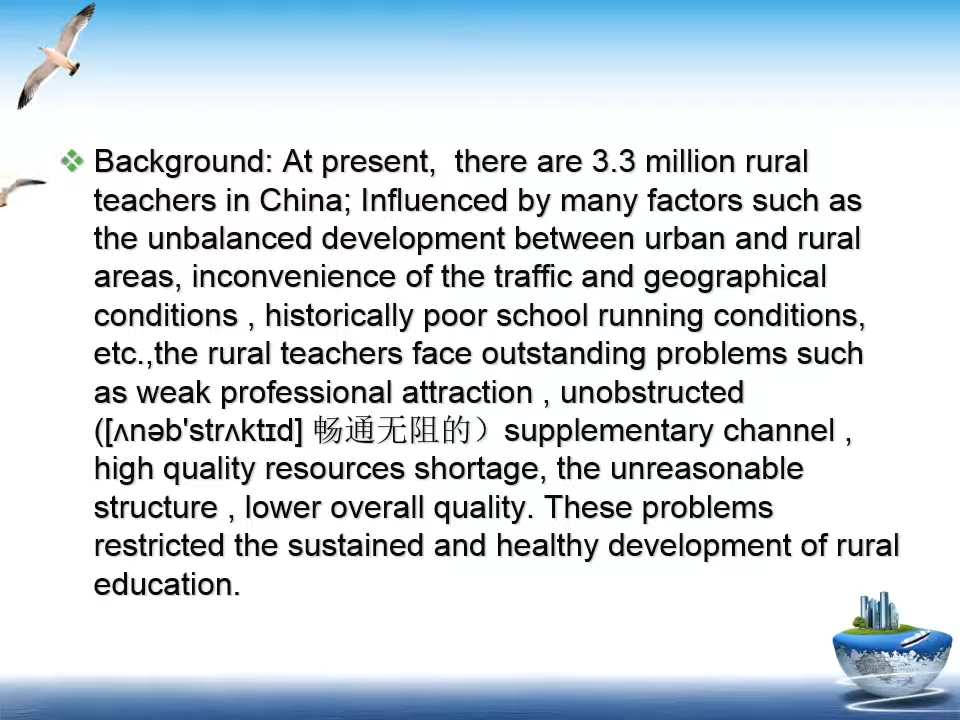 Background: At present,  there are 3.3 million rural
teachers in China; Influenced by many factors such as
the unbalanced development between urban and rural
areas, inconvenience of the traffic and geographical
conditions , historically poor school running conditions,
etc.,the rural teachers face outstanding problems such
as weak professional attraction , unobstructed
([ʌnəb'strʌktɪd] 畅通无阻的）supplementary channel ,
high quality resources shortage, the unreasonable
structure , lower overall quality. These problems
restricted the sustained and healthy development of rural
education.